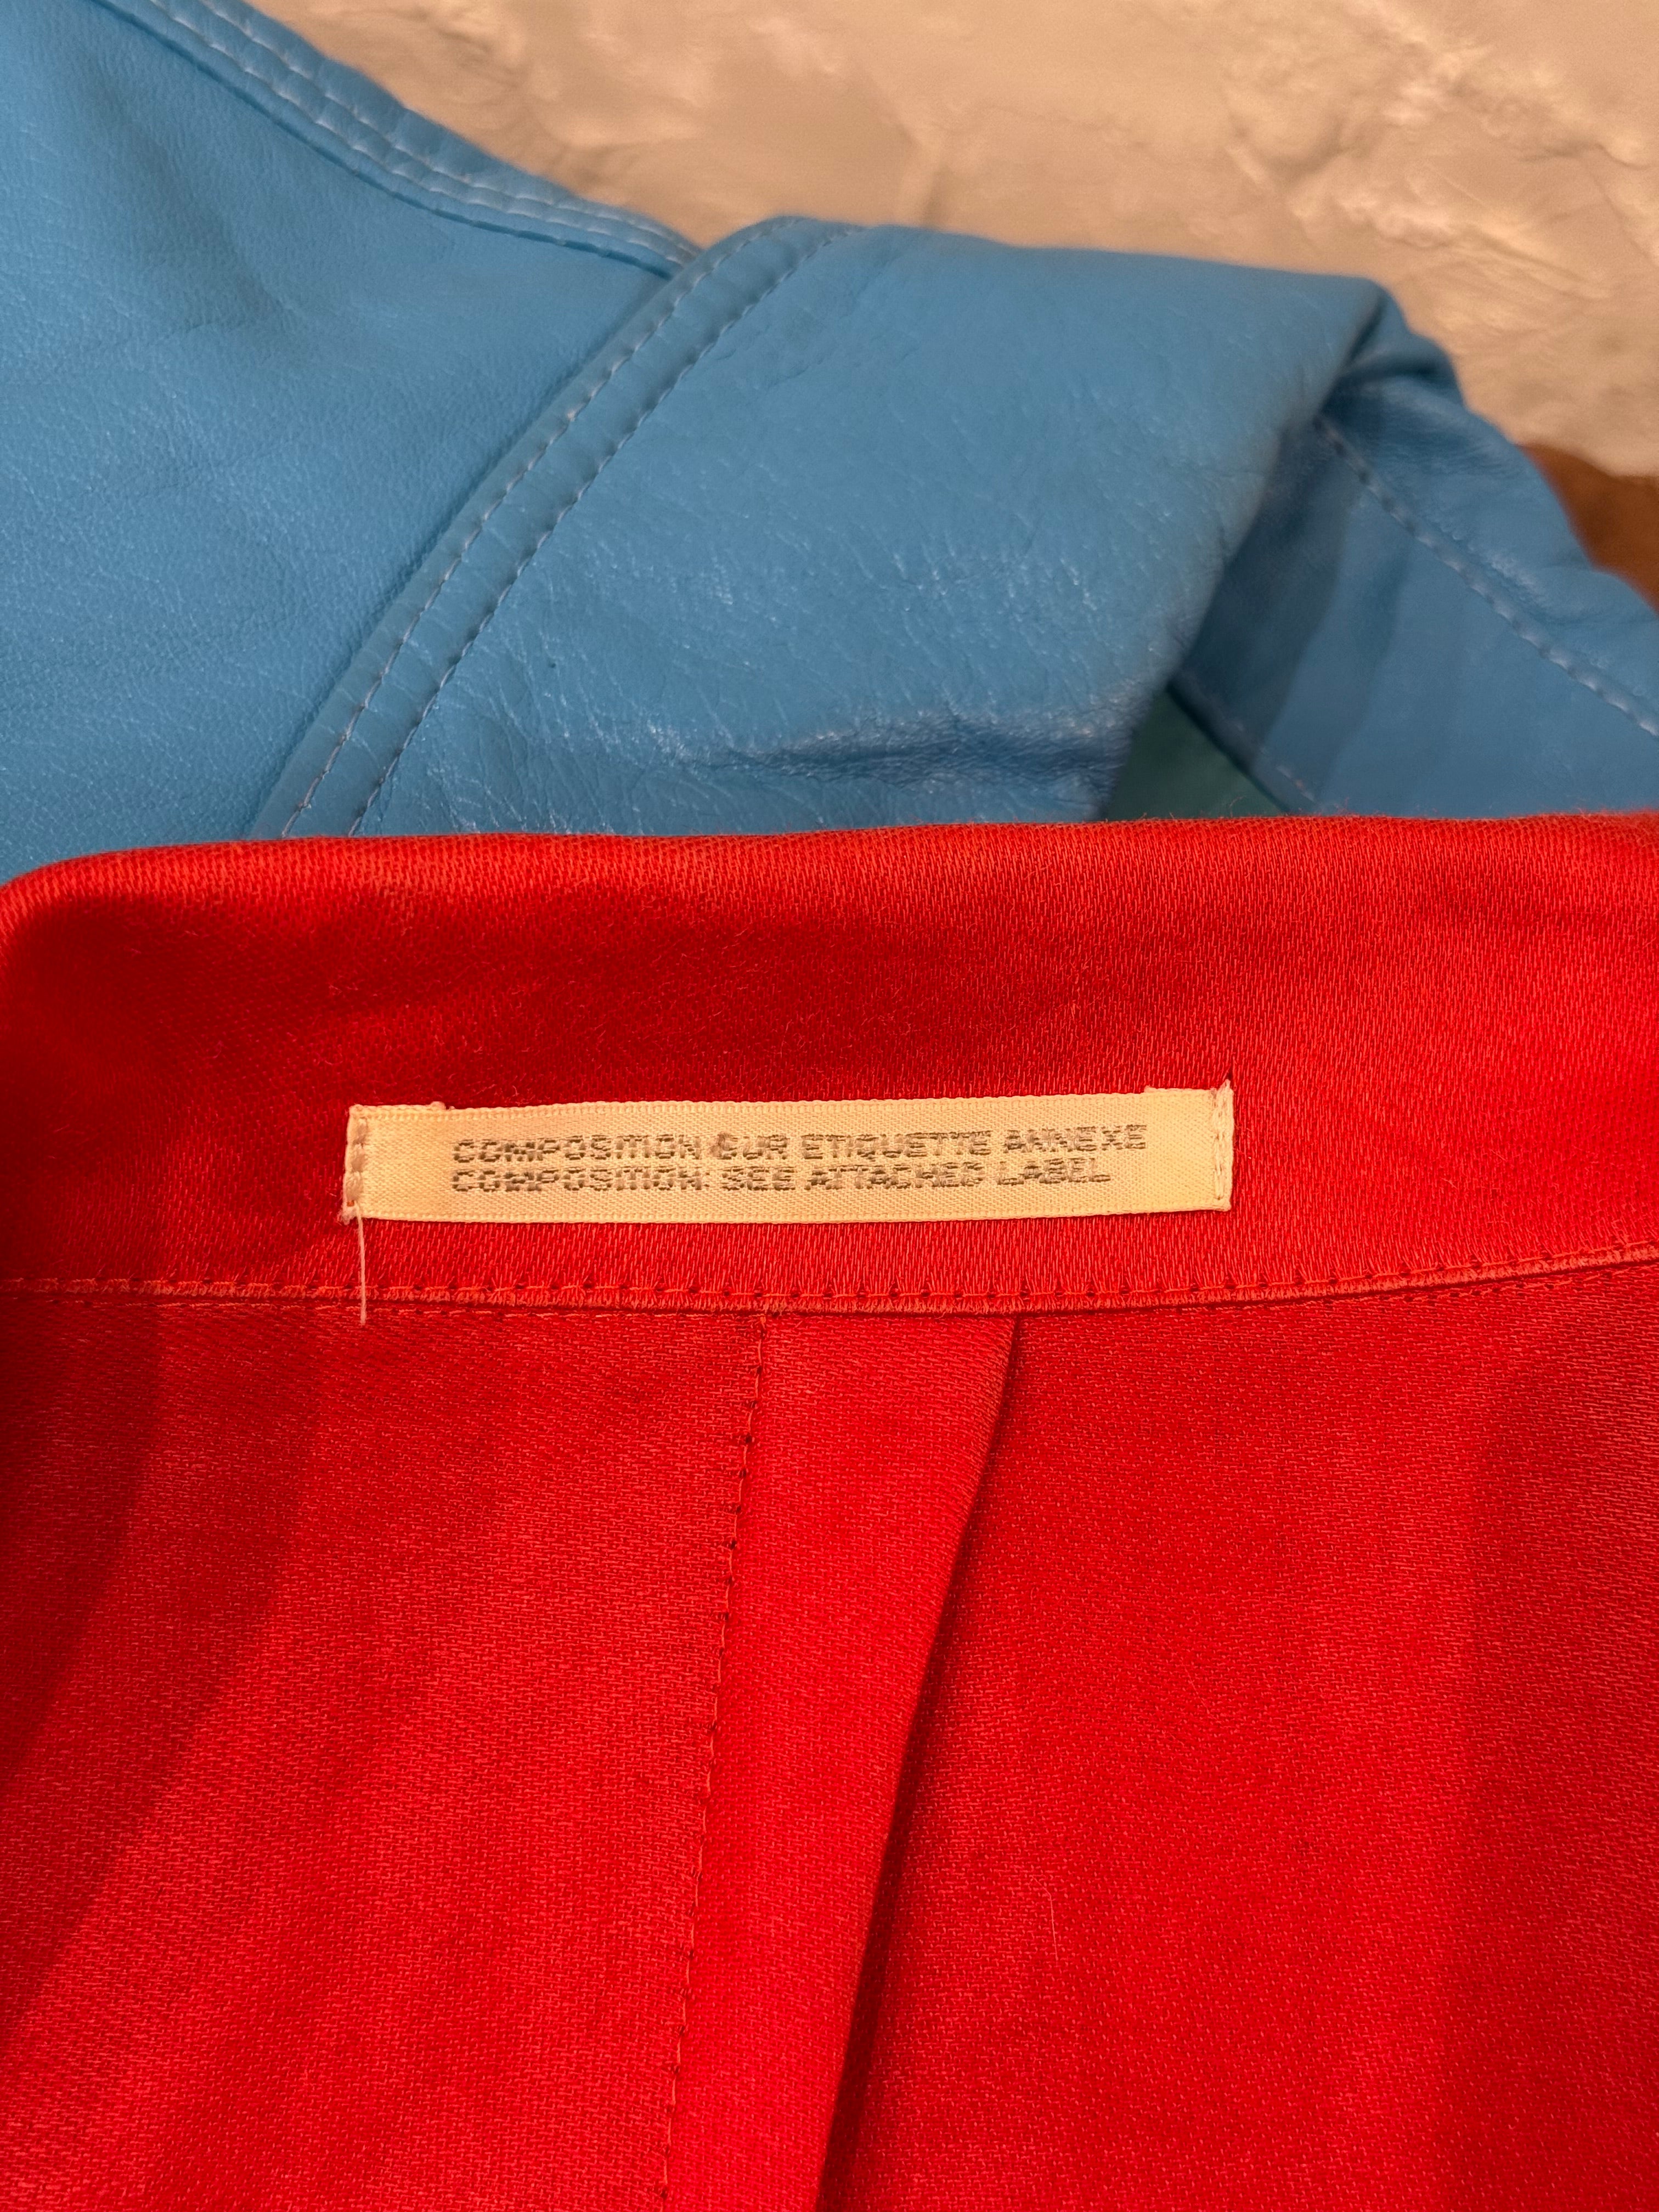 COMPOSITION SUR ETIQUETTE ANNEXE
COMPOSITION: SEE ATTACHED LABEL